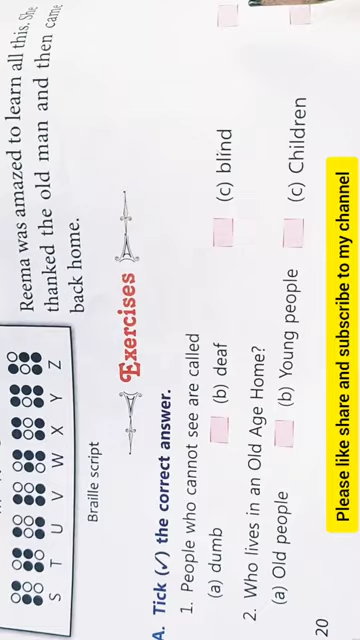 Reema was amazed to learn all this. She
thanked the old man and then came
back home.
S T U V W X Y Z
Braille script
Exercises
A. Tick (✓) the correct answer.
1. People who cannot see are called
(a) dumb (b) deaf (c) blind
2. Who lives in an Old Age Home?
(a) Old people (b) Young people (c) Children
20
Please like share and subscribe to my channel